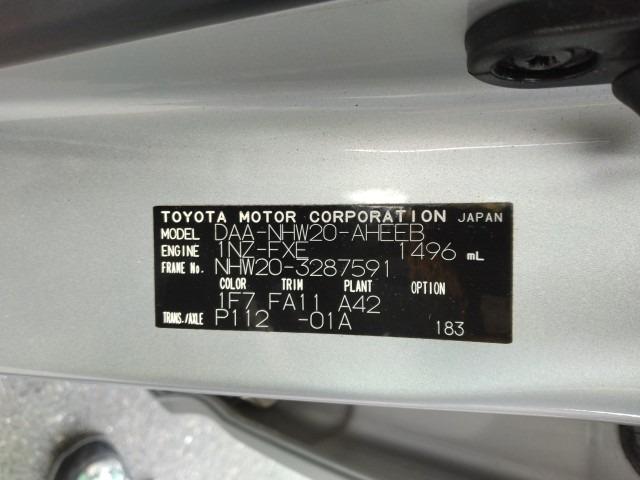 TOYOTA MOTOR CORPORATION JAPAN
MODEL DAA-NHW20-AHEEB
ENGINE 1NZ-FXE 1496 mL
FRAME No. NHW20-3287591
COLOR TRIM PLANT OPTION
1F7 FA11 A42
TRANS./AXLE P112 -01A 183